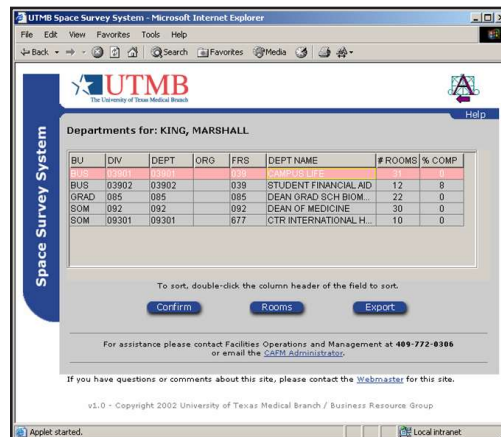 UTMB Space Survey System - Microsoft Internet Explorer
File Edit View Favorites Tools Help
Back Search Favorites Media
UTMB
The University of Texas Medical Branch
Help
Space Survey System
Departments for: KING, MARSHALL
BU DIV DEPT ORG FRS DEPT NAME # ROOMS % COMP
BUS 03901 03901 039 CAMPUS LIFE 31 0
BUS 03902 03902 039 STUDENT FINANCIAL AID 12 8
GRAD 085 085 085 DEAN GRAD SCH BIOM... 22 0
SOM 092 092 092 DEAN OF MEDICINE 30 0
SOM 09301 09301 677 CTR INTERNATIONAL H... 10 0
To sort, double-click the column header of the field to sort.
Confirm Rooms Export
For assistance please contact Facilities Operations and Management at 409-772-0306
or email the CAFM Administrator.
If you have questions or comments about this site, please contact the Webmaster for this site.
v1.0 - Copyright 2002 University of Texas Medical Branch / Business Resource Group
Applet started. Local intranet